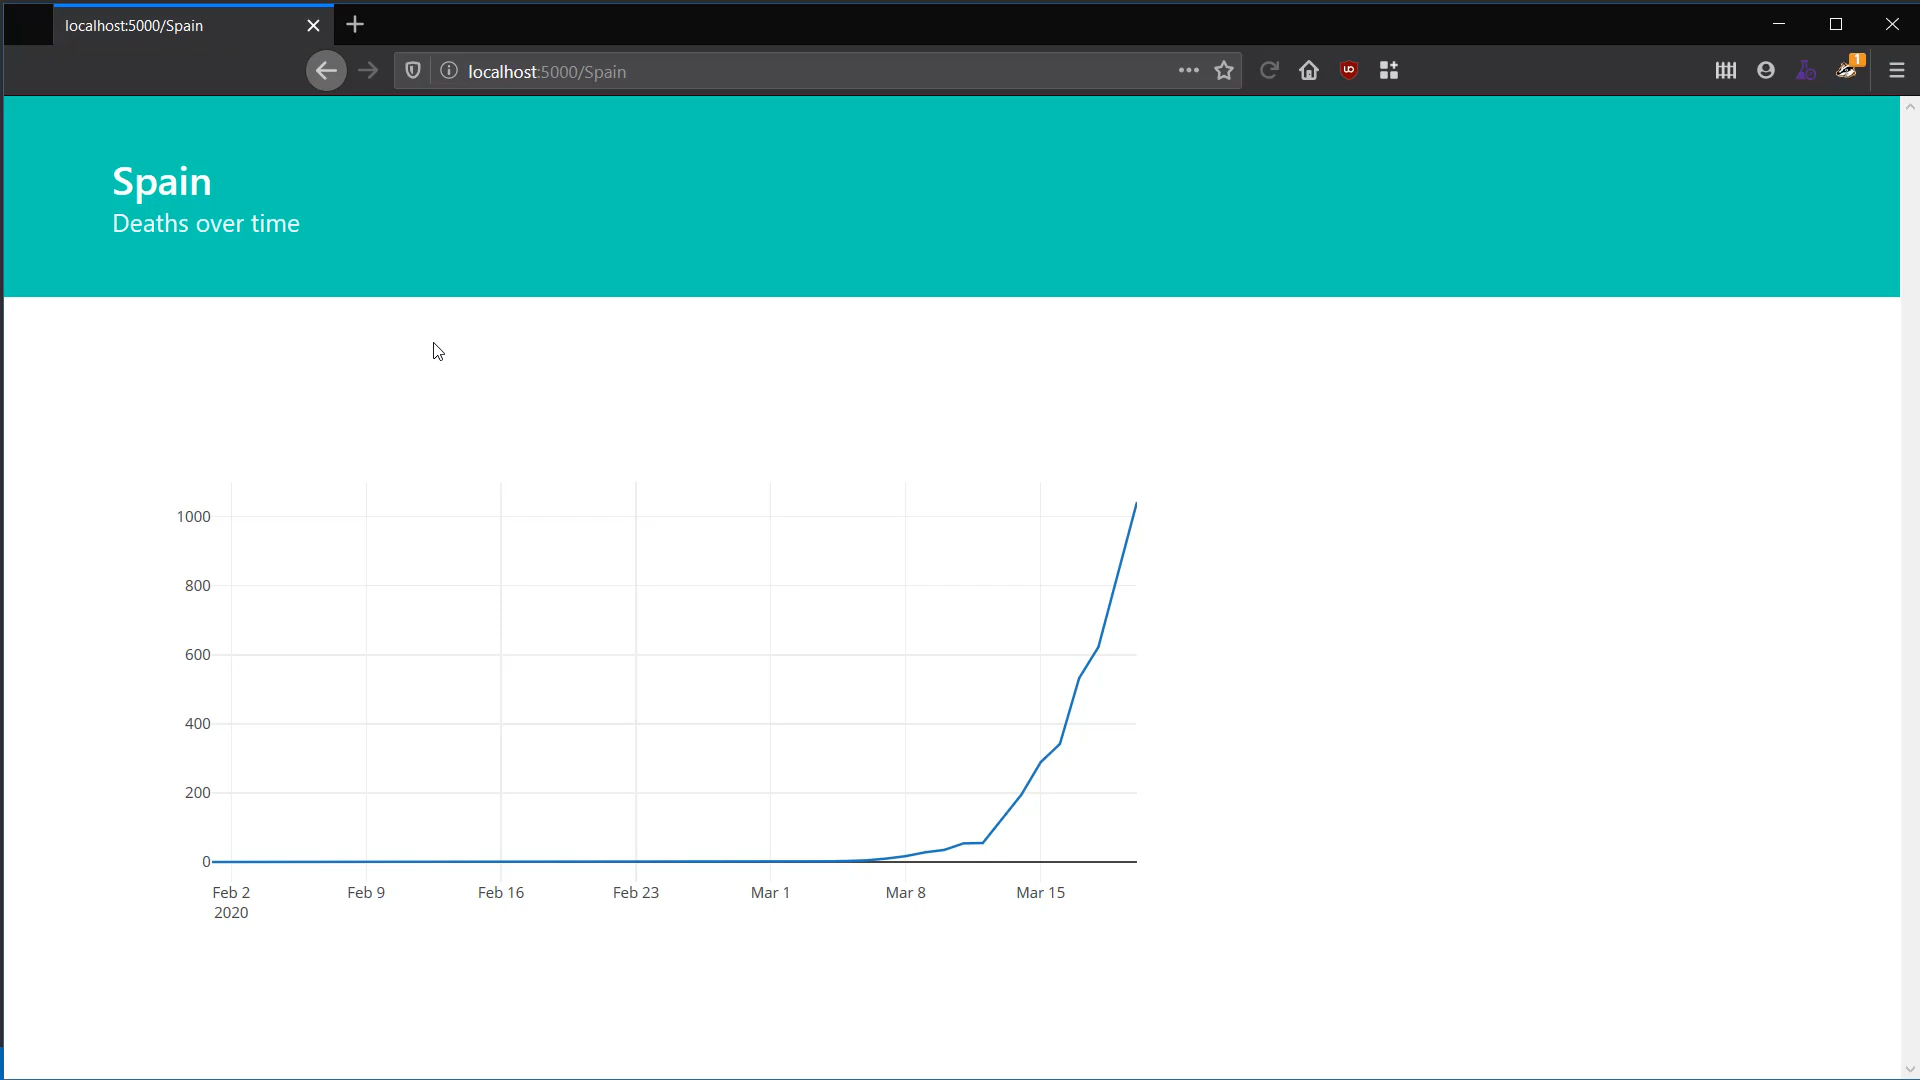 localhost:5000/Spain
localhost:5000/Spain
1
Spain
Deaths over time
1000
800
600
400
200
0
Feb 2
2020
Feb 9
Feb 16
Feb 23
Mar 1
Mar 8
Mar 15